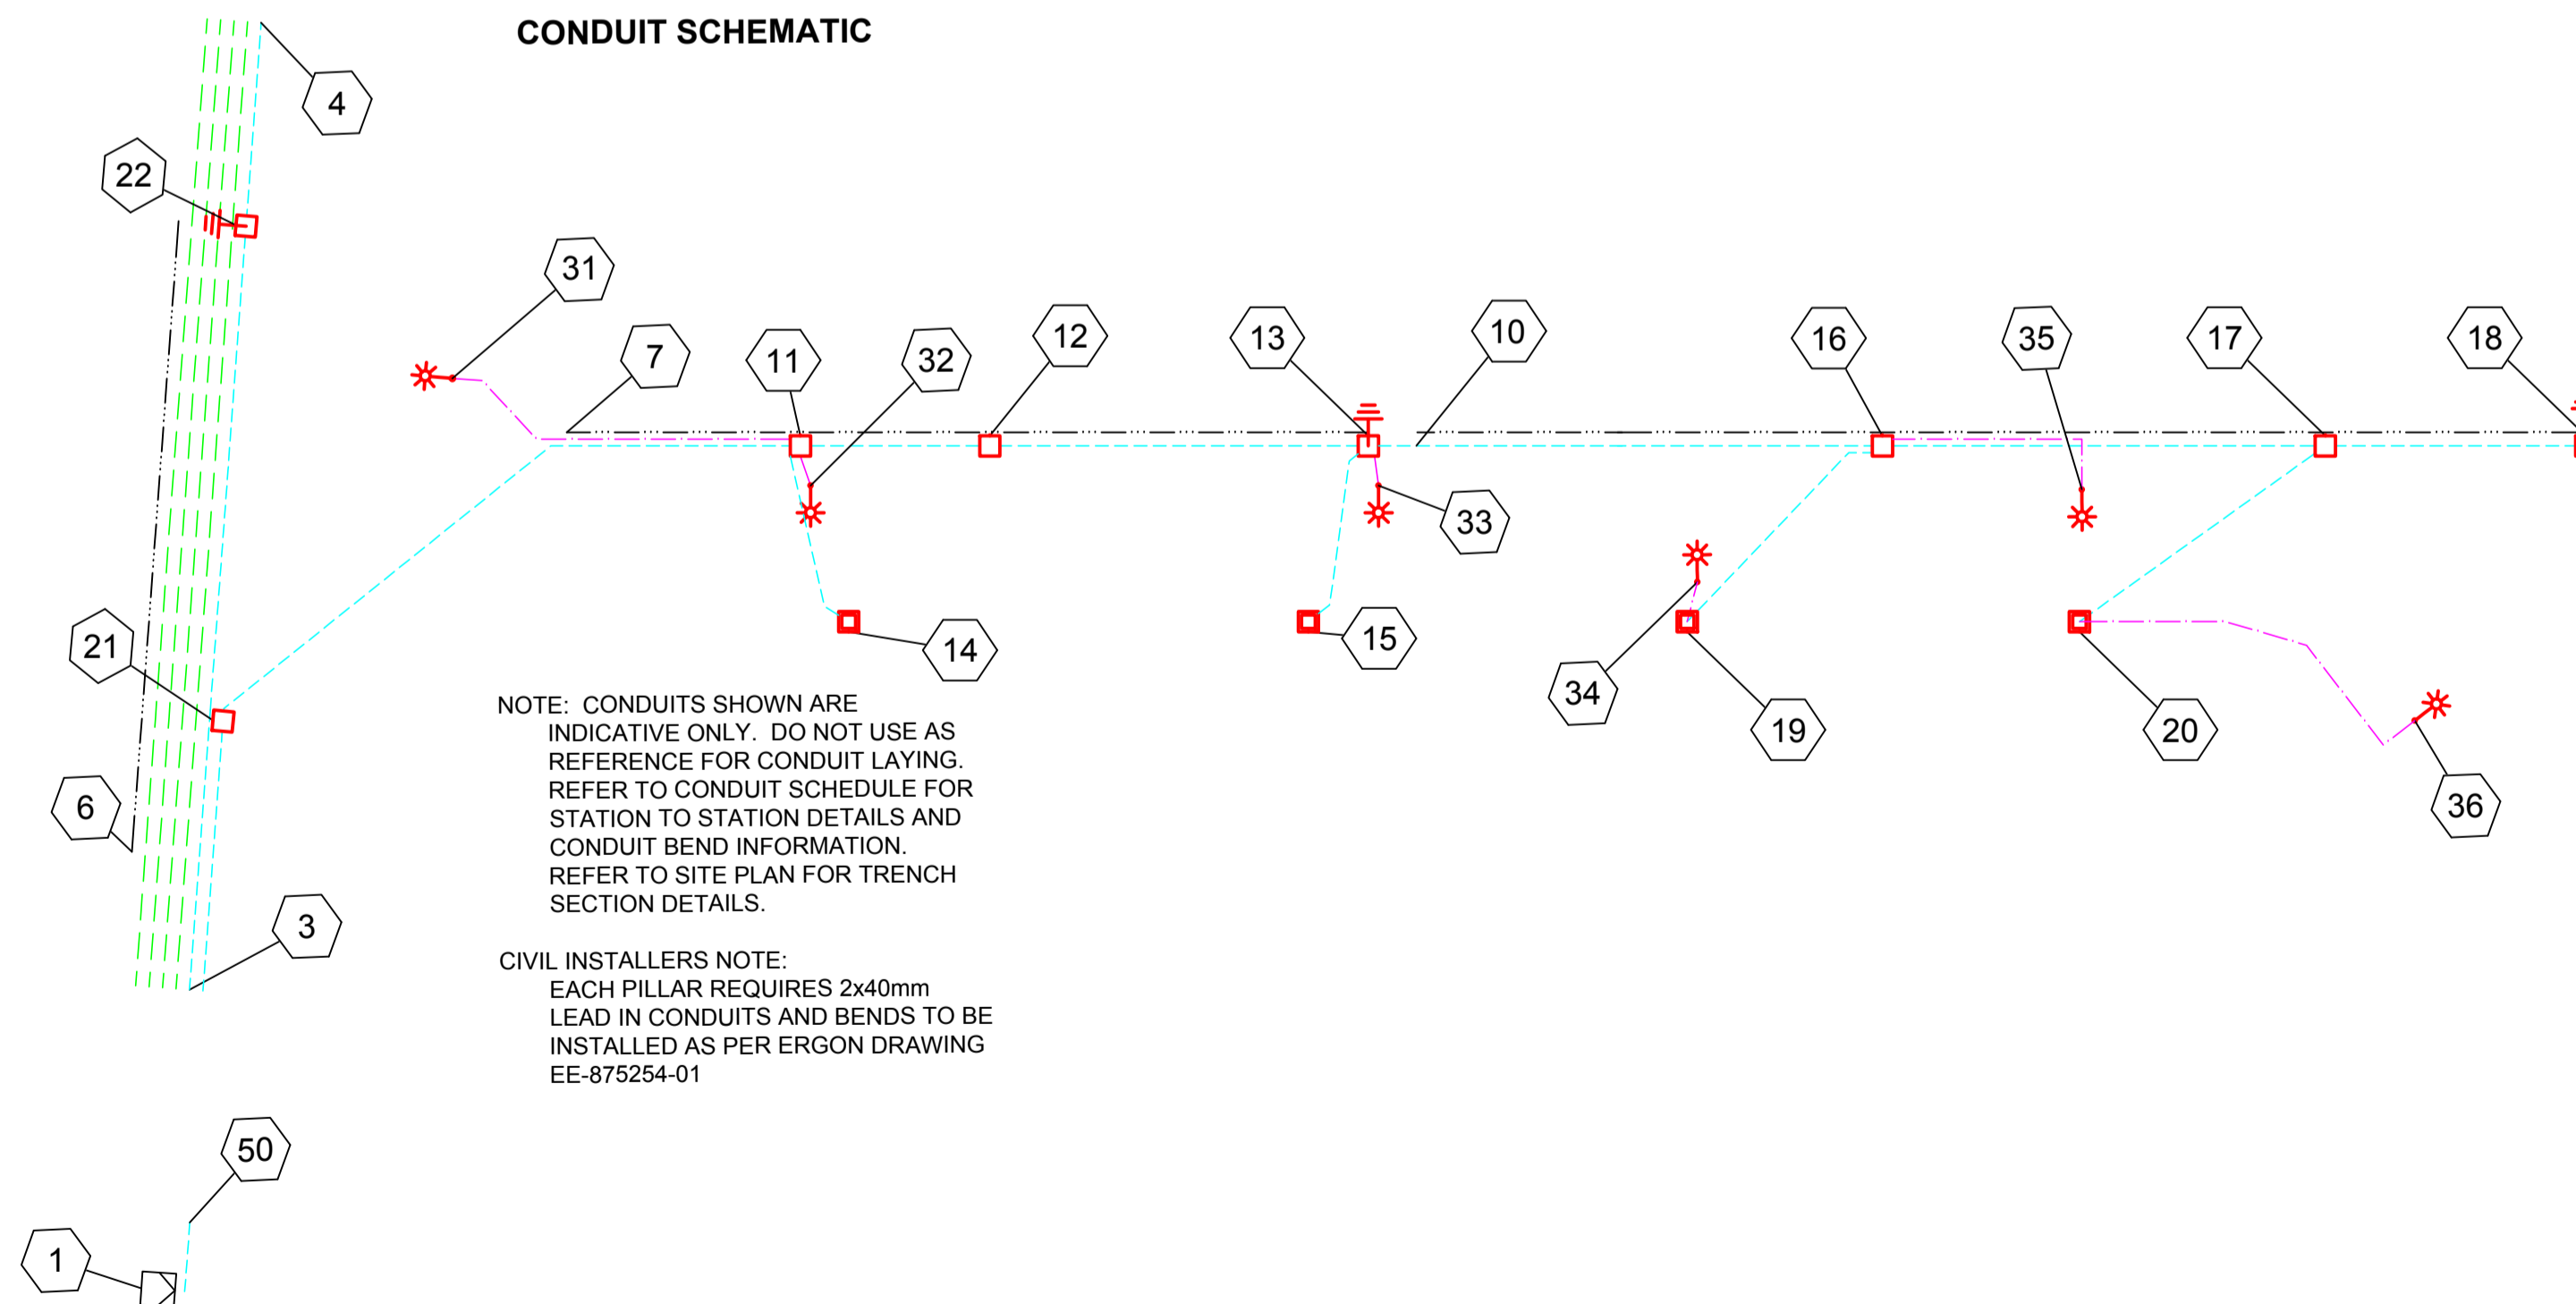 CONDUIT SCHEMATIC
4
22
31
7
11
32
12
13
10
16
35
17
18
33
21
14
15
34
19
20
36
6
3
NOTE: CONDUITS SHOWN ARE
INDICATIVE ONLY. DO NOT USE AS
REFERENCE FOR CONDUIT LAYING.
REFER TO CONDUIT SCHEDULE FOR
STATION TO STATION DETAILS AND
CONDUIT BEND INFORMATION.
REFER TO SITE PLAN FOR TRENCH
SECTION DETAILS.
CIVIL INSTALLERS NOTE:
EACH PILLAR REQUIRES 2x40mm
LEAD IN CONDUITS AND BENDS TO BE
INSTALLED AS PER ERGON DRAWING
EE-875254-01
50
1